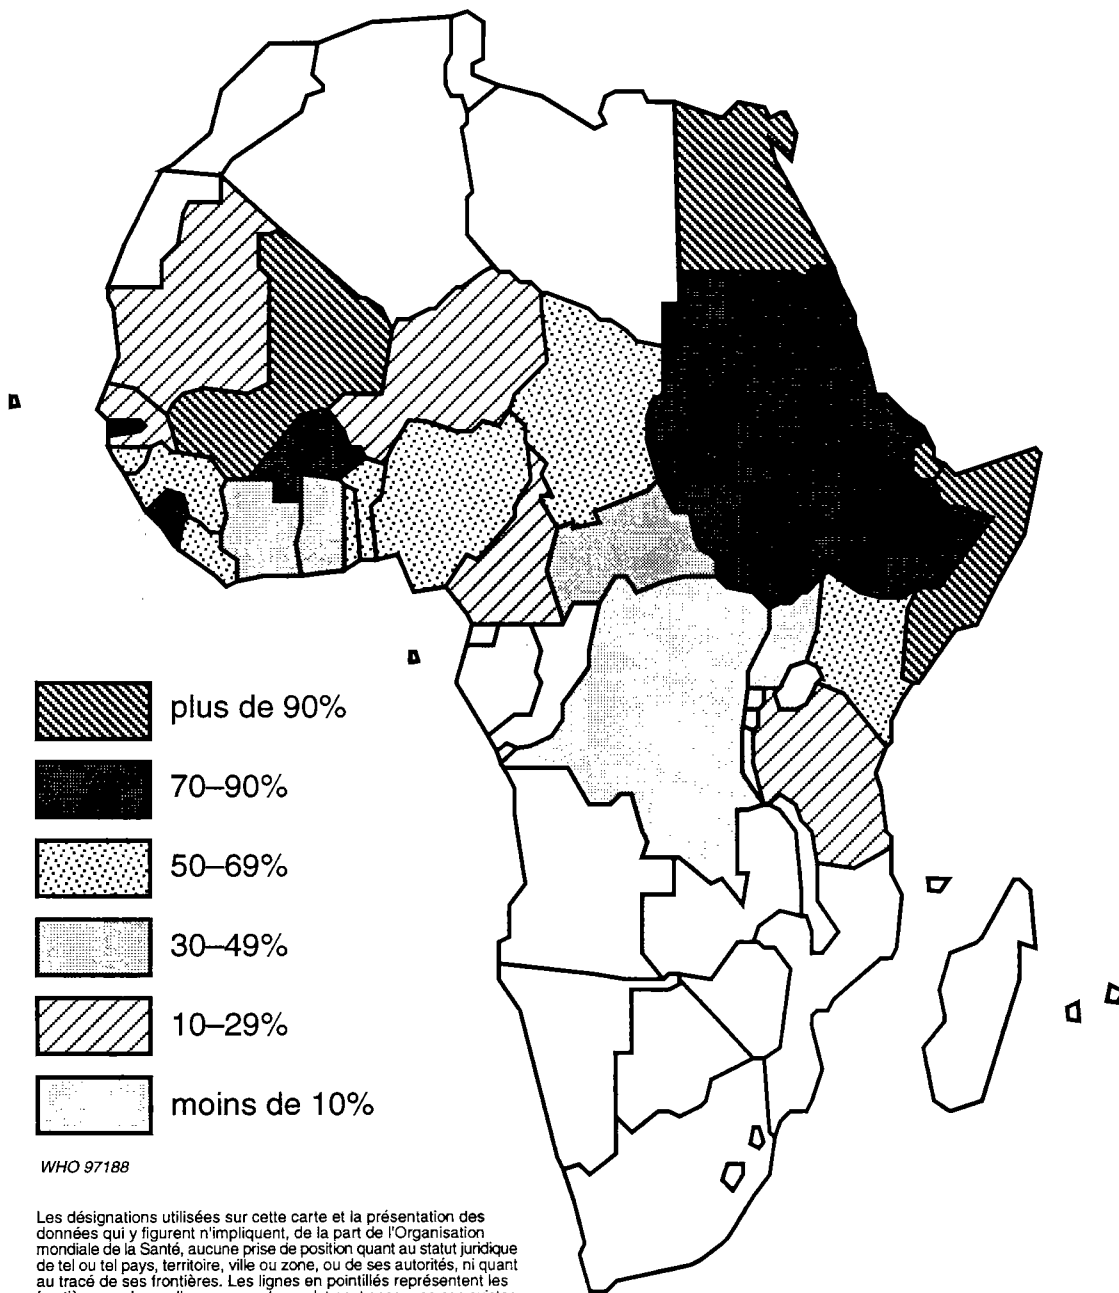 plus de 90%
70–90%
50–69%
30–49%
10–29%
moins de 10%
WHO 97188
Les désignations utilisées sur cette carte et la présentation des
données qui y figurent n'impliquent, de la part de l'Organisation
mondiale de la Santé, aucune prise de position quant au statut juridique
de tel ou tel pays, territoire, ville ou zone, ou de ses autorités, ni quant
au tracé de ses frontières. Les lignes en pointillés représentent les